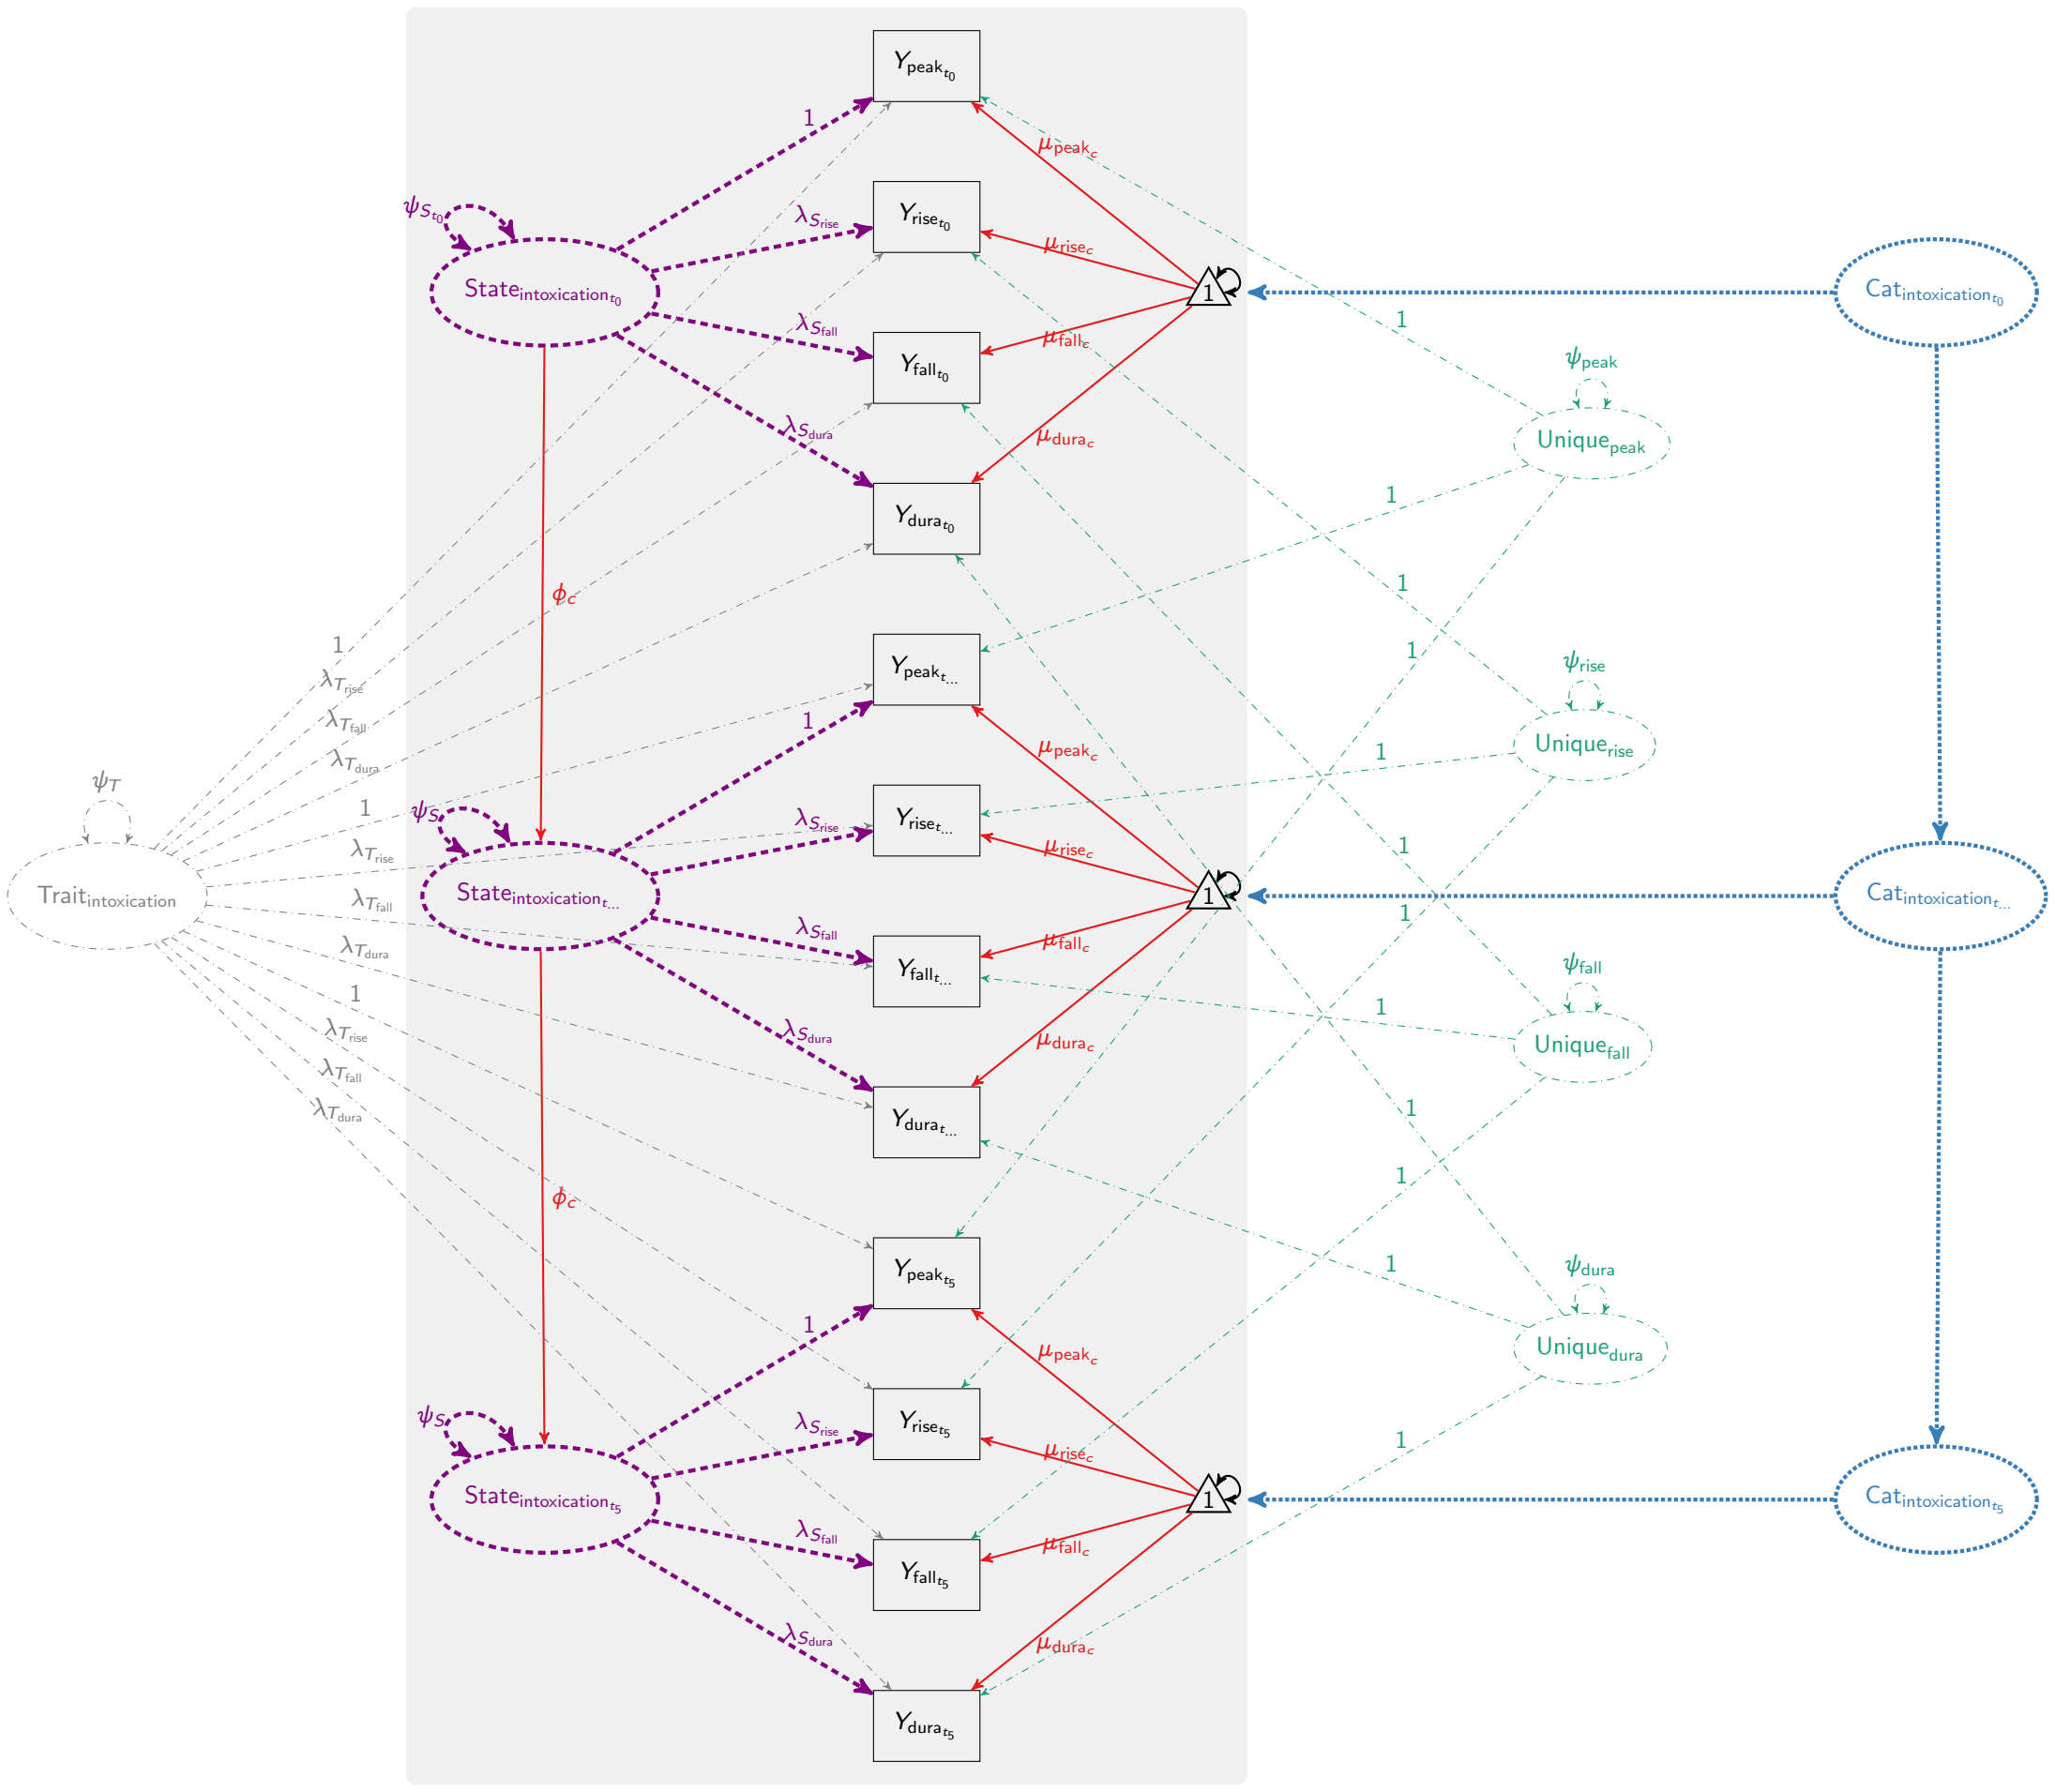 Y_peak_t0
1
μ_peak_c
ψ_S_t0
λ_S_rise
Y_rise_t0
μ_rise_c
State_intoxication_t0
1
Cat_intoxication_t0
λ_S_fall
1
Y_fall_t0
μ_fall_c
ψ_peak
Unique_peak
λ_S_dura
μ_dura_c
1
Y_dura_t0
ϕ_c
1
1
1
ψ_rise
λ_T_rise
Y_peak_t...
λ_T_fall
1
μ_peak_c
1
Unique_rise
λ_T_dura
ψ_T
1
ψ_S
λ_S_rise
Y_rise_t...
λ_T_rise
μ_rise_c
1
Trait_intoxication
State_intoxication_t...
1
Cat_intoxication_t...
λ_T_fall
1
λ_S_fall
λ_T_dura
μ_fall_c
Y_fall_t...
ψ_fall
1
1
λ_T_rise
λ_S_dura
μ_dura_c
Unique_fall
λ_T_fall
λ_T_dura
Y_dura_t...
1
1
ϕ_c
Y_peak_t5
1
ψ_dura
1
μ_peak_c
Unique_dura
ψ_S
λ_S_rise
Y_rise_t5
μ_rise_c
1
State_intoxication_t5
1
Cat_intoxication_t5
λ_S_fall
μ_fall_c
Y_fall_t5
λ_S_dura
μ_dura_c
Y_dura_t5